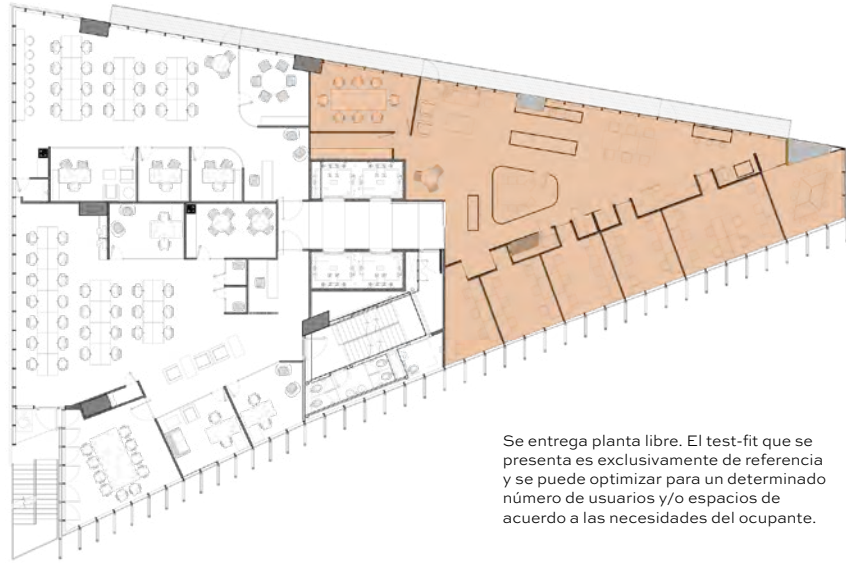 Se entrega planta libre. El test-fit que se
presenta es exclusivamente de referencia
y se puede optimizar para un determinado
número de usuarios y/o espacios de
acuerdo a las necesidades del ocupante.